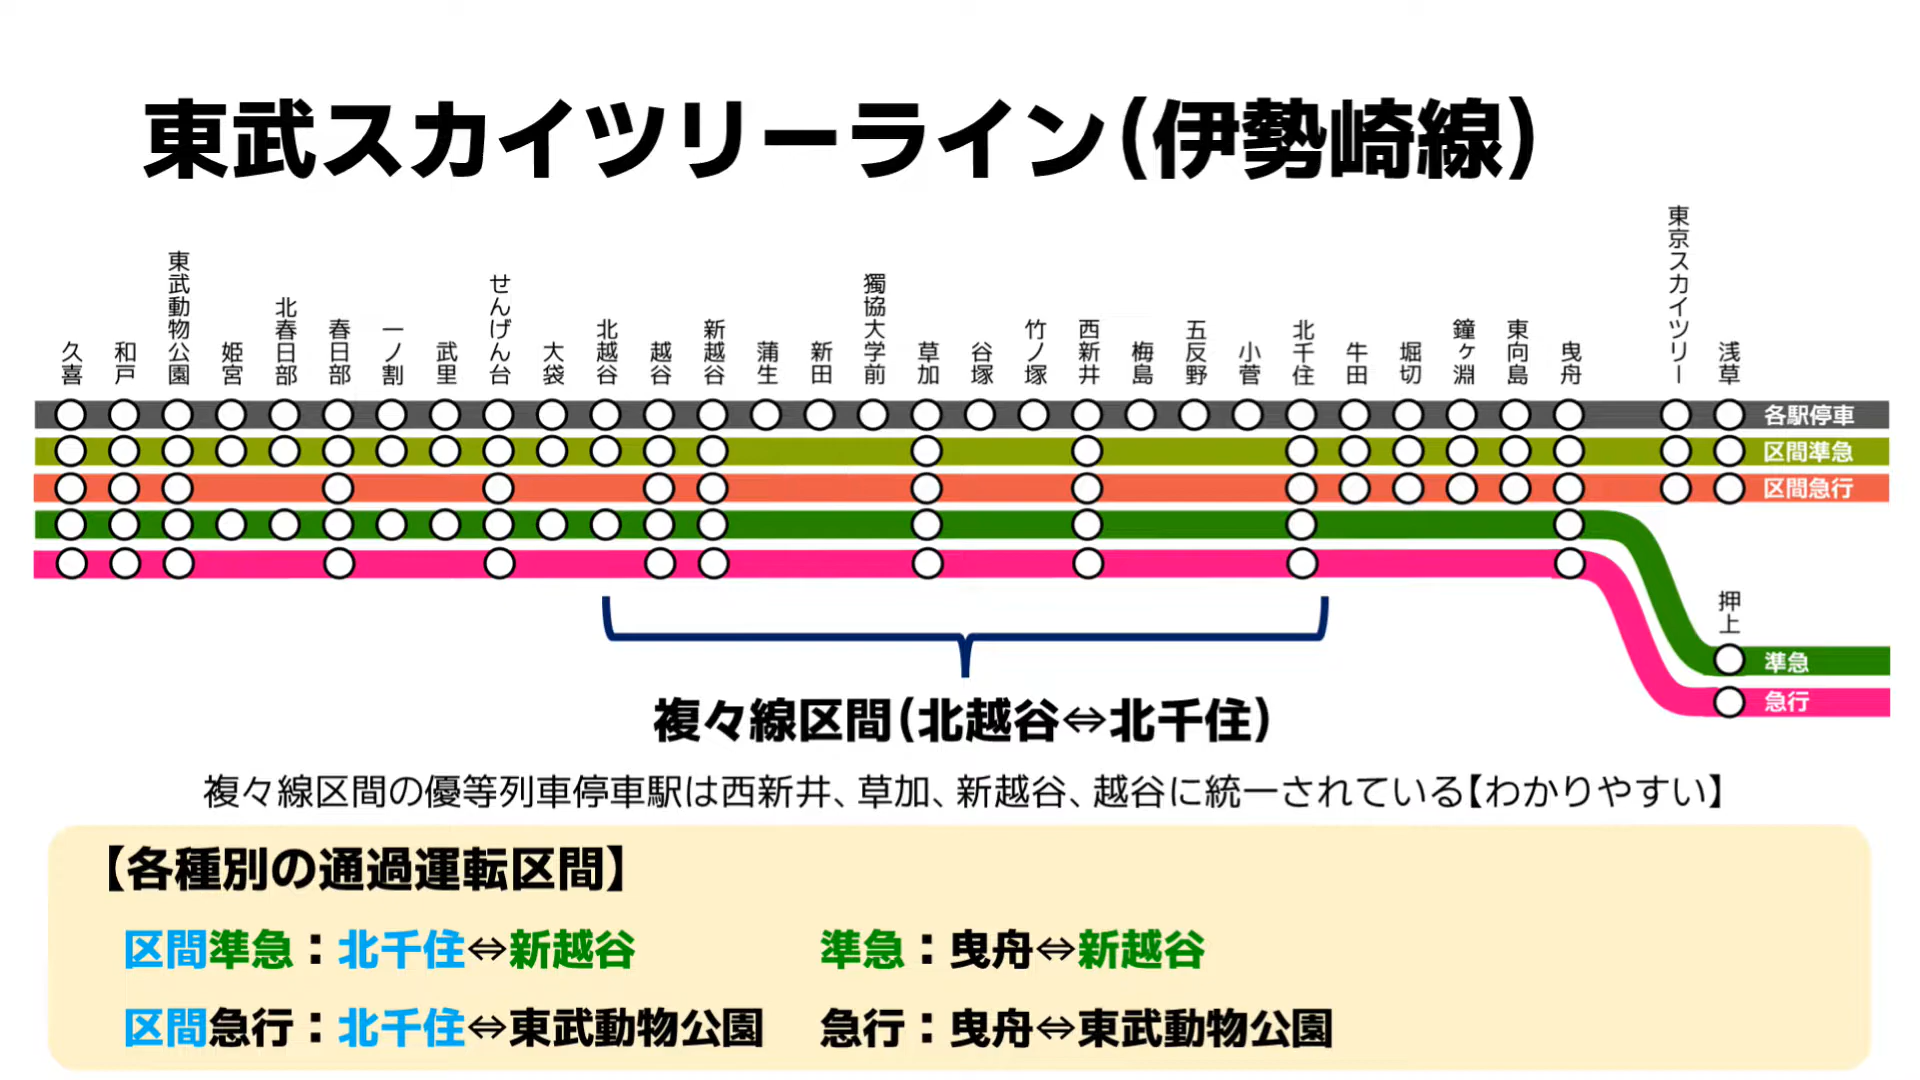 東武スカイツリーライン（伊勢崎線）
久喜
和戸
東武動物公園
姫宮
北春日部
春日部
一ノ割
武里
せんげん台
大袋
北越谷
越谷
新越谷
蒲生
新田
獨協大学前
草加
谷塚
竹ノ塚
西新井
梅島
五反野
小菅
北千住
牛田
堀切
鐘ヶ淵
東向島
曳舟
東京スカイツリー
浅草
各駅停車
区間準急
区間急行
押上
準急
急行
複々線区間（北越谷⇔北千住）
複々線区間の優等列車停車駅は西新井、草加、新越谷、越谷に統一されている【わかりやすい】
【各種別の通過運転区間】
区間準急：北千住⇔新越谷
準急：曳舟⇔新越谷
区間急行：北千住⇔東武動物公園
急行：曳舟⇔東武動物公園